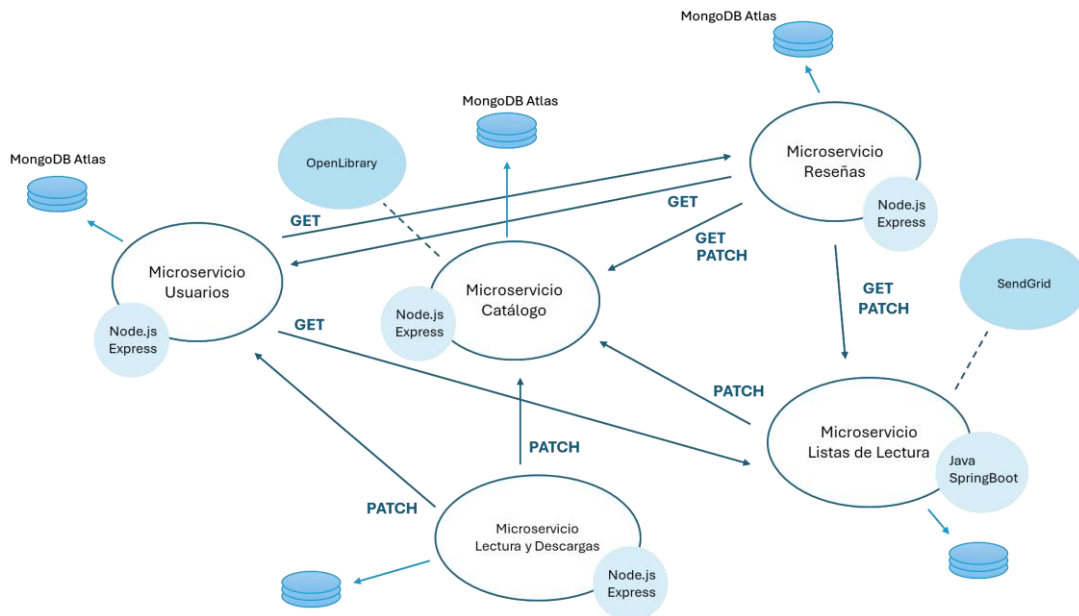 MongoDB Atlas
MongoDB Atlas
MongoDB Atlas
OpenLibrary
Microservicio
Reseñas
Node.js
Express
GET
GET
GET
PATCH
Microservicio
Usuarios
Node.js
Express
Microservicio
Catálogo
Node.js
Express
GET
GET
PATCH
SendGrid
PATCH
Microservicio
Listas de Lectura
Java
SpringBoot
PATCH
PATCH
Microservicio
Lectura y Descargas
Node.js
Express